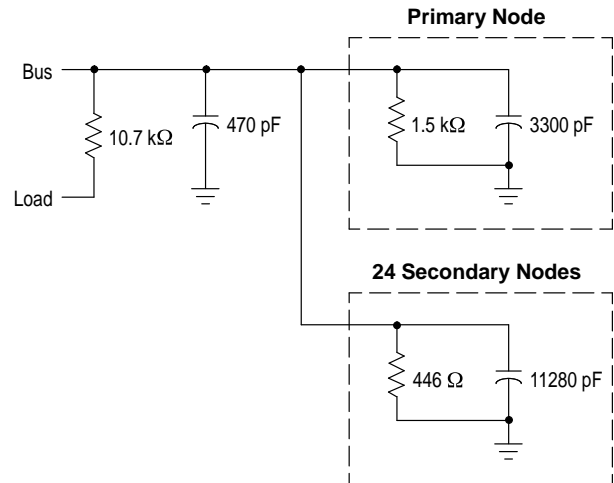 Primary Node
Bus
10.7 kΩ
470 pF
1.5 kΩ
3300 pF
Load
24 Secondary Nodes
446 Ω
11280 pF